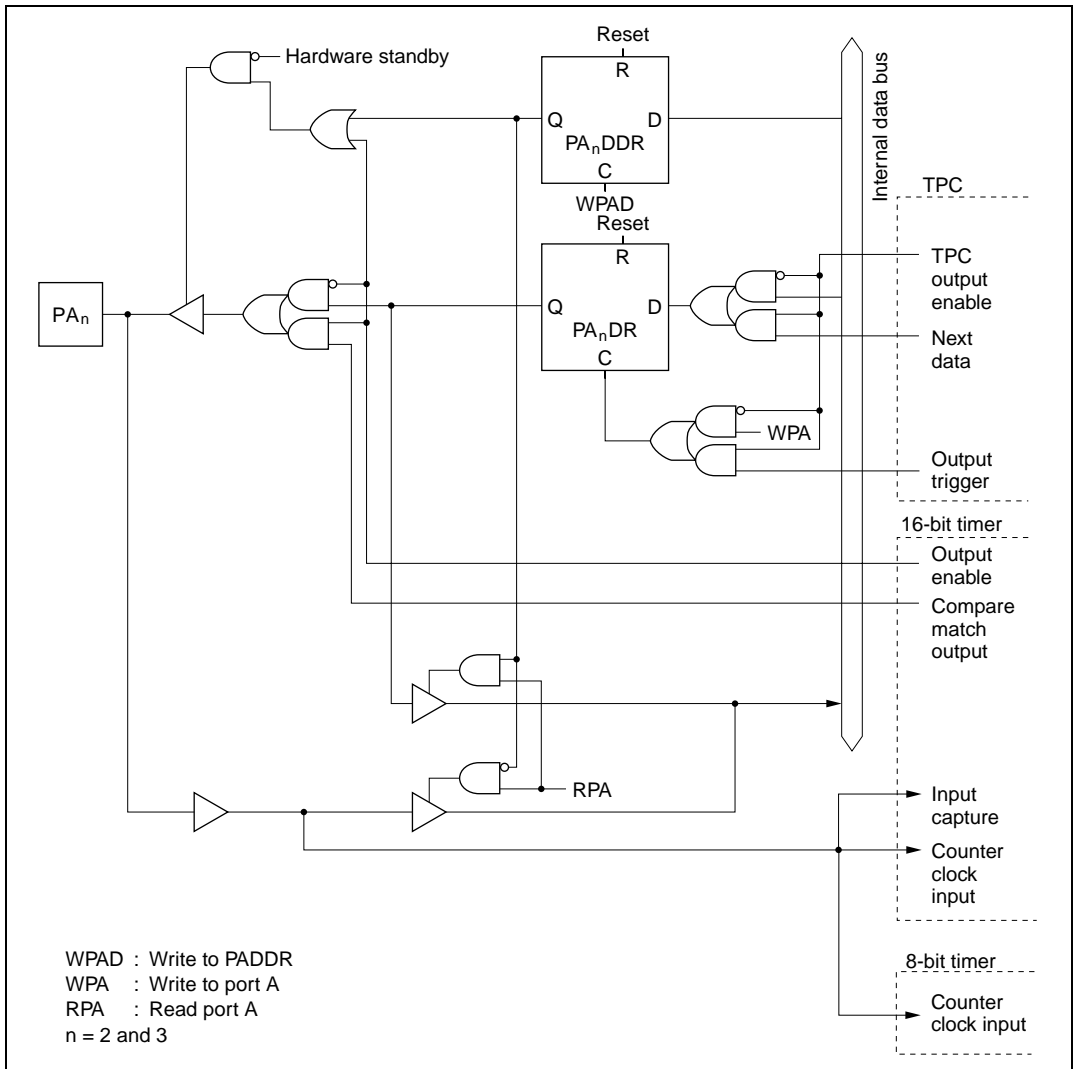 Reset
Hardware standby
R
Q
D
PAnDDR
C
WPAD
Internal data bus
TPC
Reset
R
Q
D
PAnDR
C
PAn
TPC
output
enable
Next
data
WPA
Output
trigger
16-bit timer
Output
enable
Compare
match
output
RPA
Input
capture
Counter
clock
input
8-bit timer
Counter
clock input
WPAD : Write to PADDR
WPA : Write to port A
RPA : Read port A
n = 2 and 3